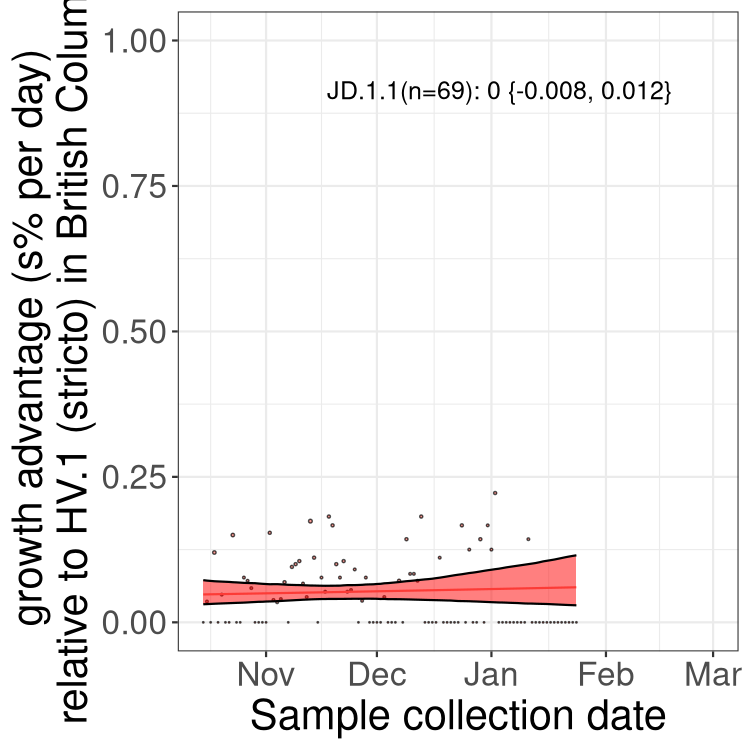 growth advantage (s% per day)
relative to HV.1 (stricto) in British Colum
1.00
0.75
0.50
0.25
0.00
JD.1.1(n=69): 0 {-0.008, 0.012}
Nov Dec Jan Feb Mar
Sample collection date